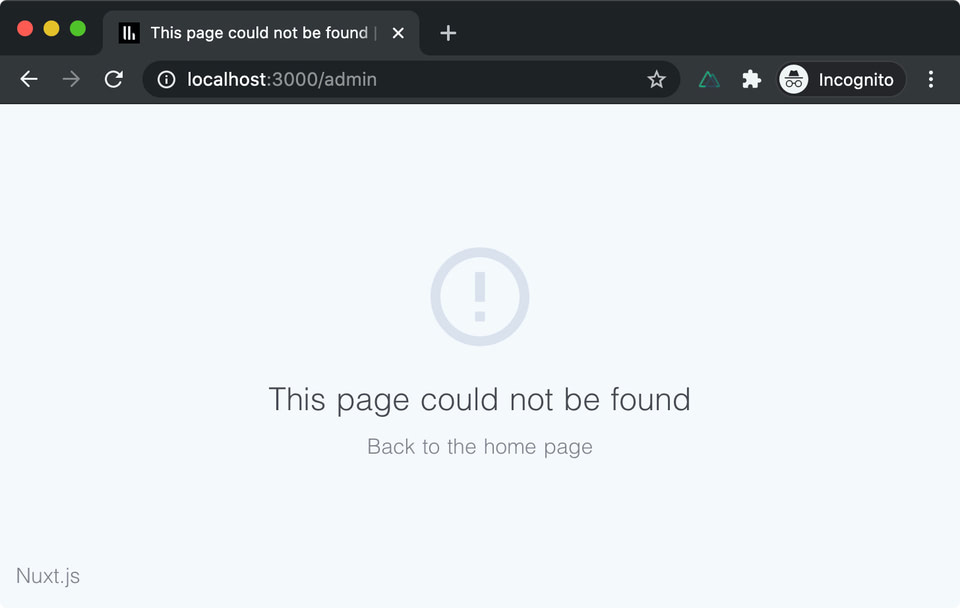 This page could not be found |
localhost:3000/admin
Incognito
This page could not be found
Back to the home page
Nuxt.js